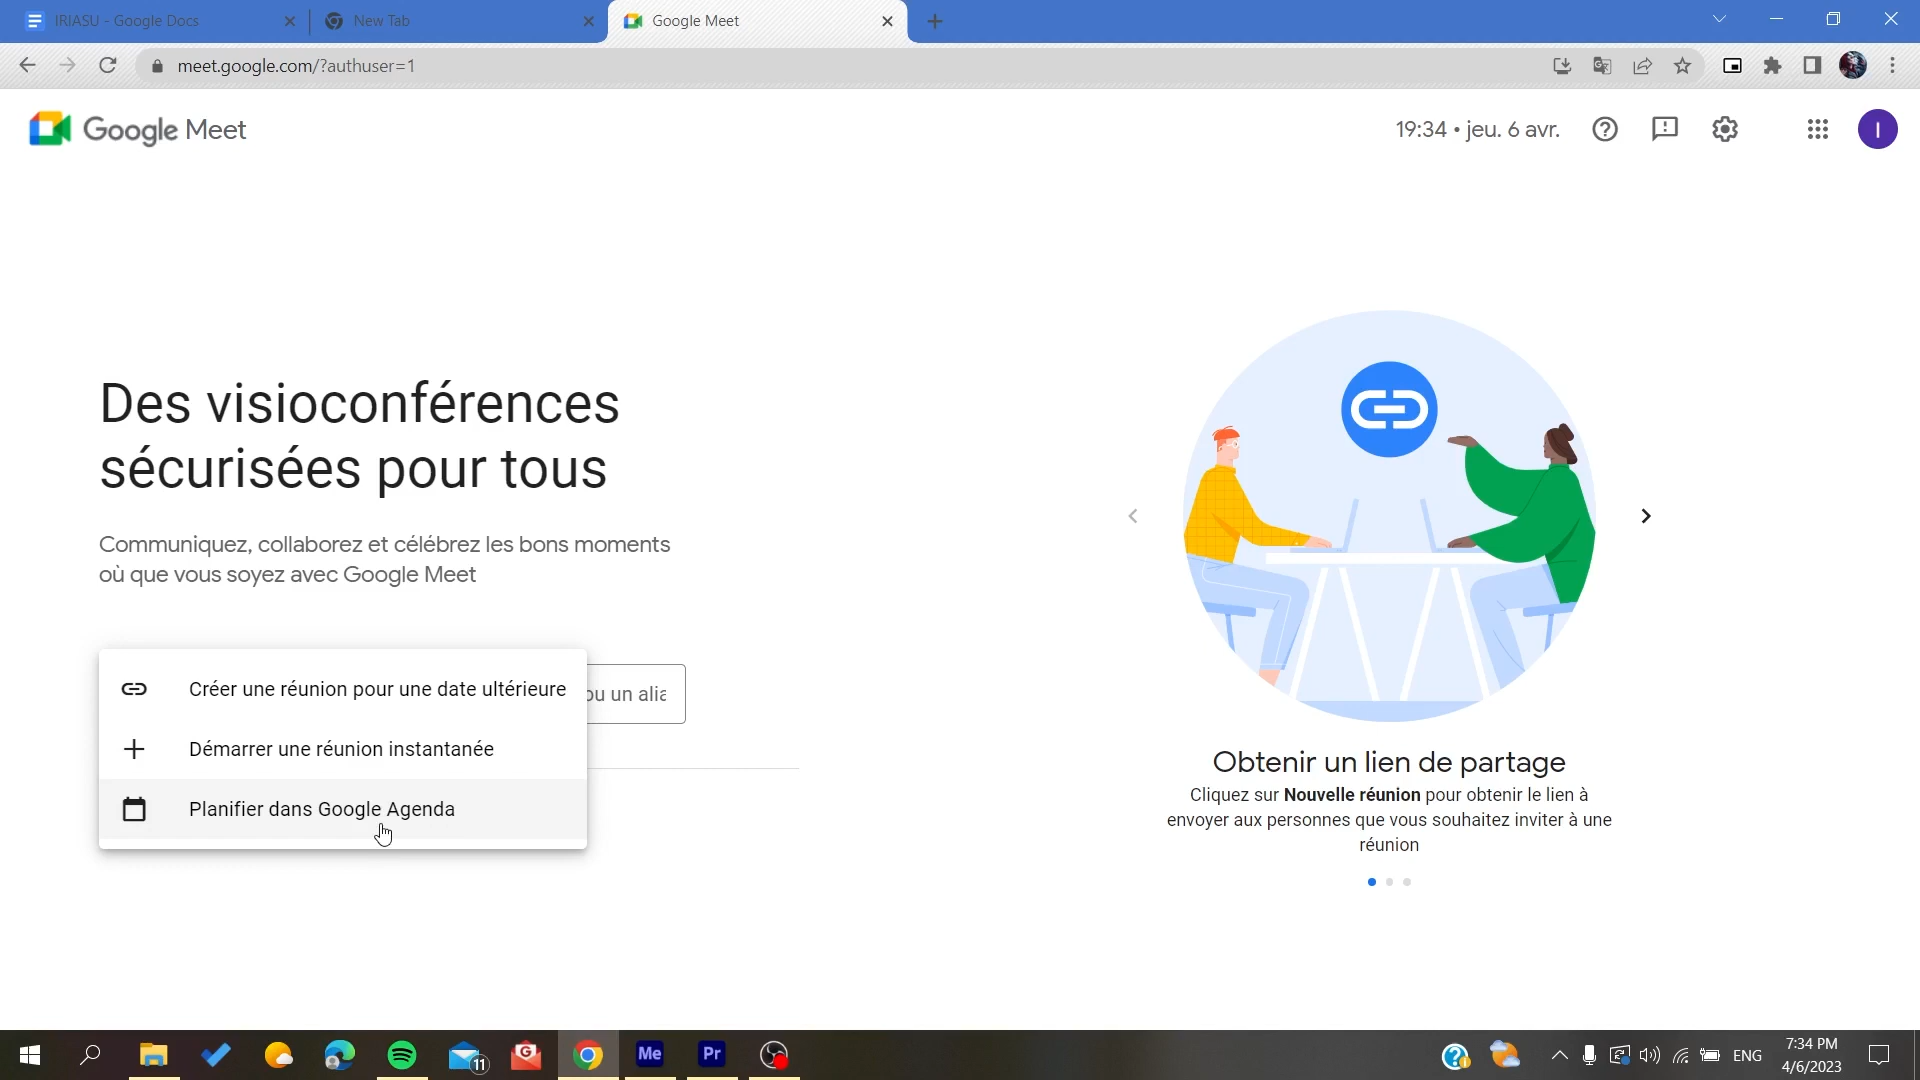 IRIASU - Google Docs
New Tab
Google Meet
meet.google.com/?authuser=1
Google Meet
19:34 • jeu. 6 avr.
I
Des visioconférences
sécurisées pour tous
Communiquez, collaborez et célébrez les bons moments
où que vous soyez avec Google Meet
Créer une réunion pour une date ultérieure
ou un alia
Démarrer une réunion instantanée
Planifier dans Google Agenda
Obtenir un lien de partage
Cliquez sur Nouvelle réunion pour obtenir le lien à
envoyer aux personnes que vous souhaitez inviter à une
réunion
11
G
Me
Pr
ENG
7:34 PM
4/6/2023